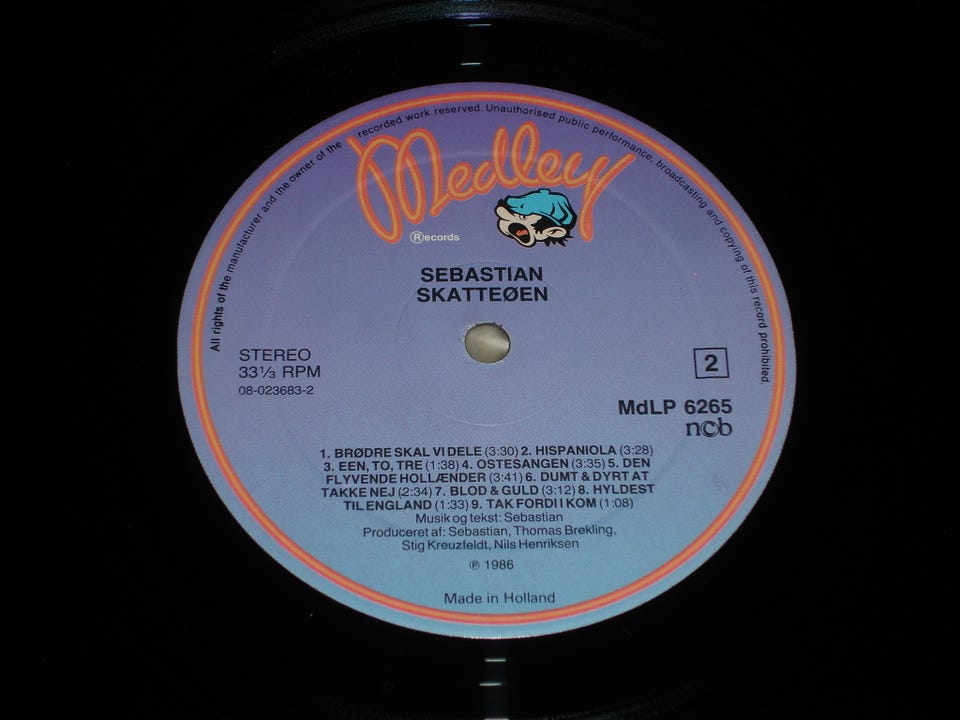 All rights of the manufacturer and the owner of the recorded work reserved. Unauthorised public performance, broadcasting and copying of this record prohibited.
Medley
Ⓡecords
SEBASTIAN
SKATTEØEN
STEREO
33⅓ RPM
08-023683-2
2
MdLP 6265
ncb
1. BRØDRE SKAL VI DELE (3:30) 2. HISPANIOLA (3:28)
3. EEN, TO, TRE (1:38) 4. OSTESANGEN (3:35) 5. DEN
FLYVENDE HOLLÆNDER (3:41) 6. DUMT & DYRT AT
TAKKE NEJ (2:34) 7. BLOD & GULD (3:12) 8. HYLDEST
TIL ENGLAND (1:33) 9. TAK FORDI I KOM (1:08)
Musik og tekst: Sebastian
Produceret af: Sebastian, Thomas Brekling,
Stig Kreuzfeldt, Nils Henriksen
℗ 1986
Made in Holland